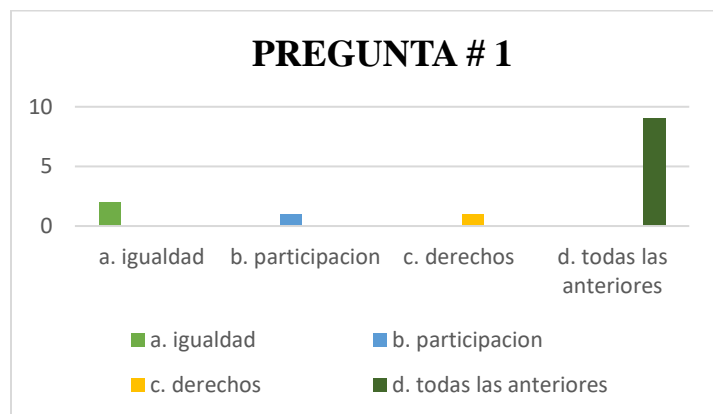 PREGUNTA # 1
10
5
0
a. igualdad b. participacion c. derechos d. todas las
anteriores
a. igualdad b. participacion
c. derechos d. todas las anteriores